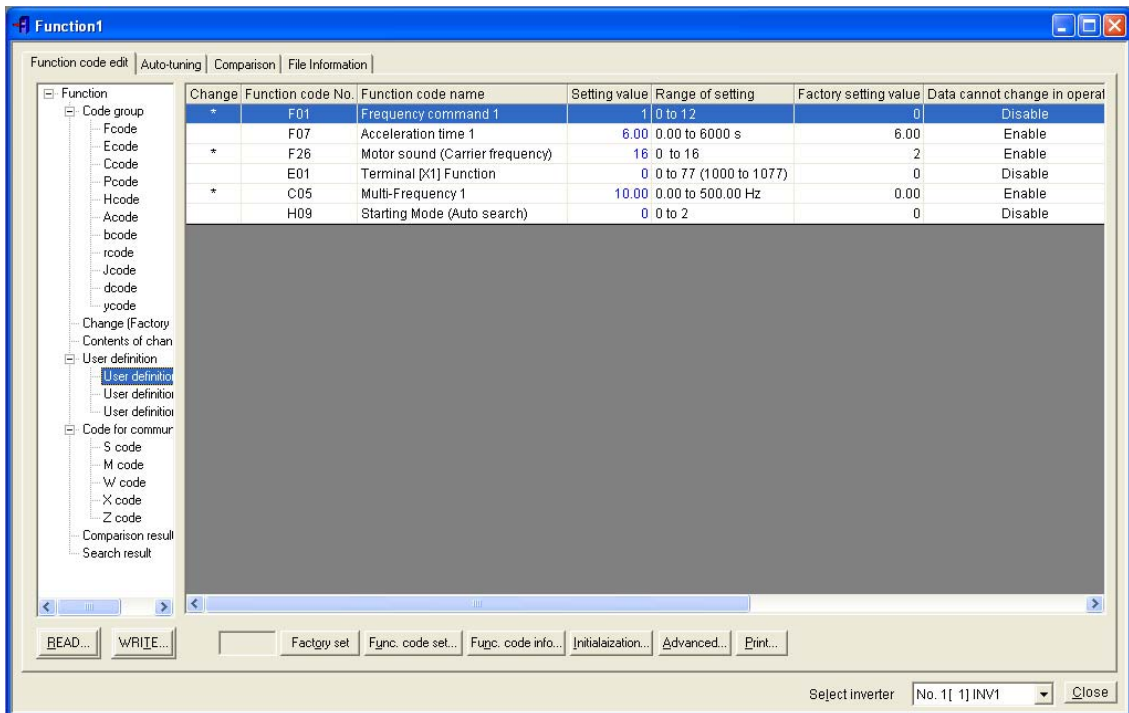 Function1
Function code edit Auto-tuning Comparison File Information
Function
Code group
Fcode
Ecode
Ccode
Pcode
Hcode
Acode
bcode
rcode
Jcode
dcode
ycode
Change (Factory
Contents of chan
User definition
User definition
User definition
User definition
Code for commun
S code
M code
W code
X code
Z code
Comparison result
Search result
Change Function code No. Function code name Setting value Range of setting Factory setting value Data cannot change in operat
* F01 Frequency command 1 1 0 to 12 0 Disable
F07 Acceleration time 1 6.00 0.00 to 6000 s 6.00 Enable
* F26 Motor sound (Carrier frequency) 16 0 to 16 2 Enable
E01 Terminal [X1] Function 0 0 to 77 (1000 to 1077) 0 Disable
* C05 Multi-Frequency 1 10.00 0.00 to 500.00 Hz 0.00 Enable
H09 Starting Mode (Auto search) 0 0 to 2 0 Disable
READ... WRITE... Factory set Func. code set... Func. code info... Initialaization... Advanced... Print...
Select inverter No. 1[ 1] INV1 Close